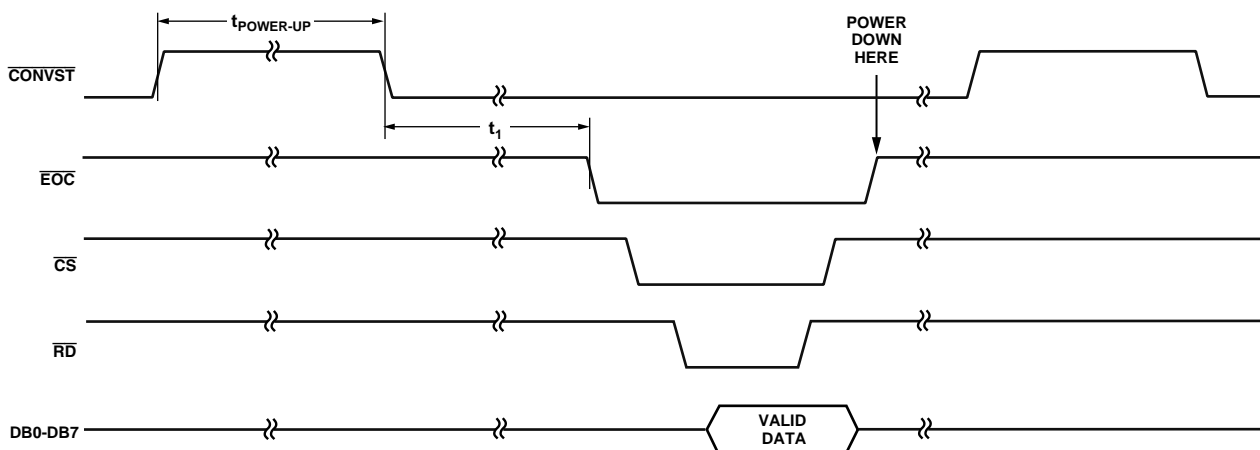 tPOWER-UP
POWER
DOWN
HERE
CONVST
t1
EOC
CS
RD
DB0-DB7
VALID
DATA